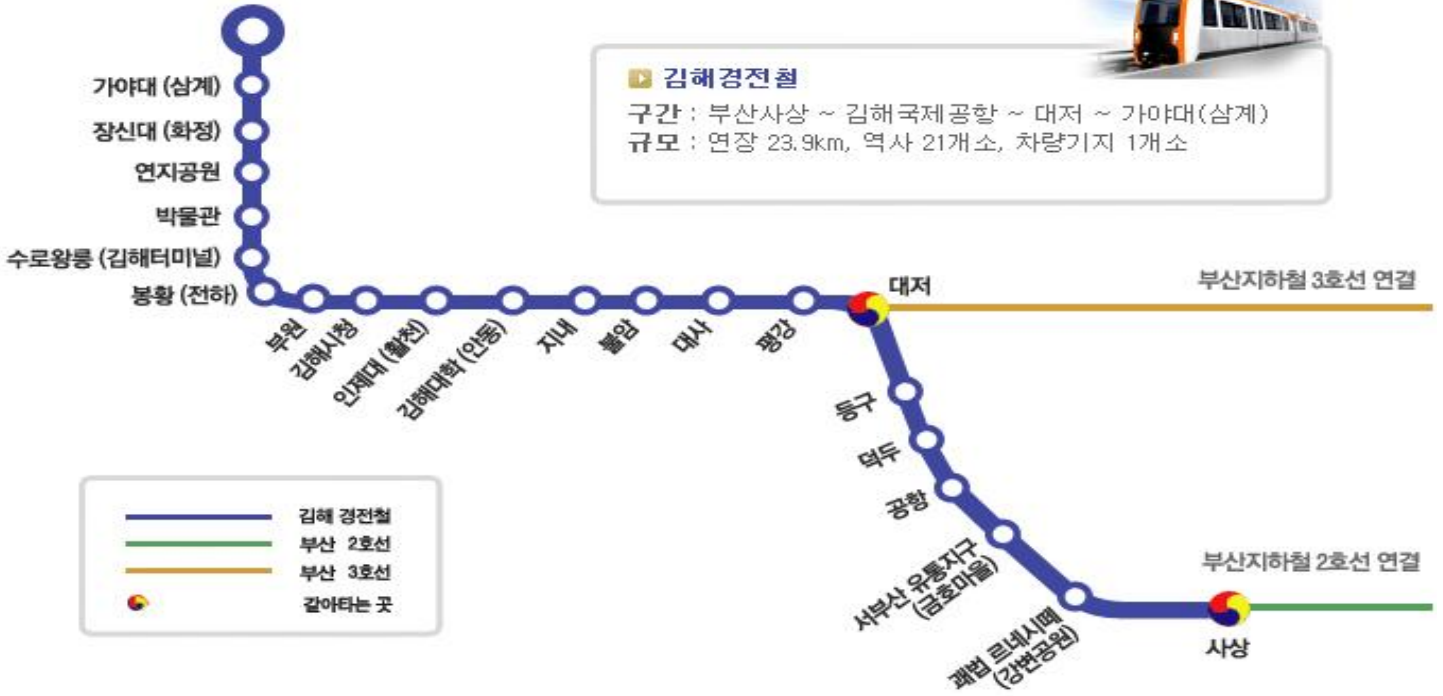 김해경전철
구간 : 부산사상 ~ 김해국제공항 ~ 대저 ~ 가야대(삼계)
규모 : 연장 23.9km, 역사 21개소, 차량기지 1개소
가야대 (삼계)
장신대 (화정)
연지공원
박물관
수로왕릉 (김해터미널)
봉황 (전하)
부원
김해시청
인제대 (활천)
김해대학 (안동)
지내
불암
대사
평강
대저
부산지하철 3호선 연결
등구
덕두
공항
서부산 유통지구
(금호마을)
괘법 르네시떼
(강변공원)
사상
부산지하철 2호선 연결
김해 경전철
부산 2호선
부산 3호선
갈아타는 곳